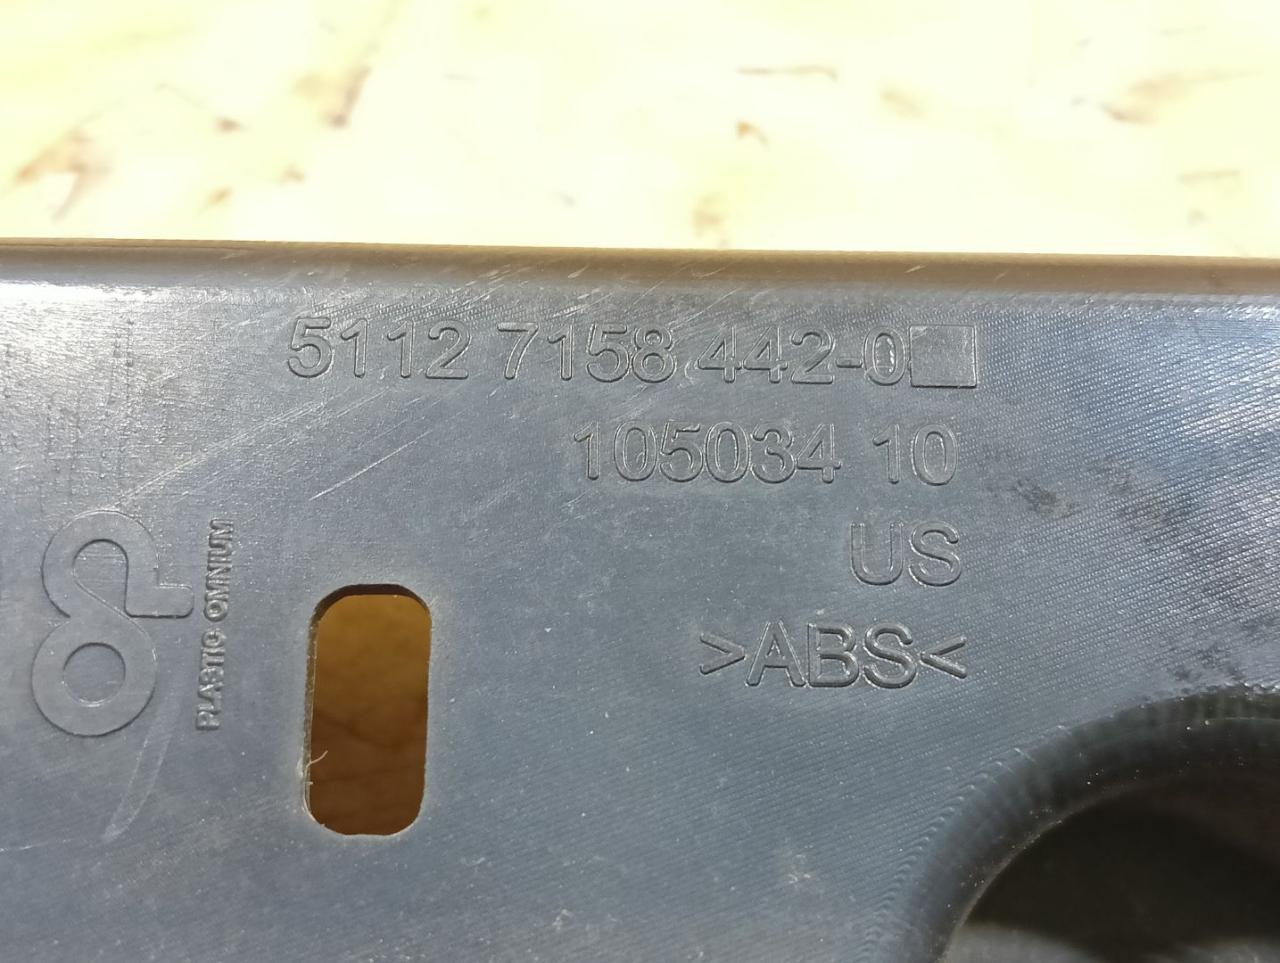 5112 7158 442-0
105034 10
US
>ABS<
PLASTIC OMNIUM